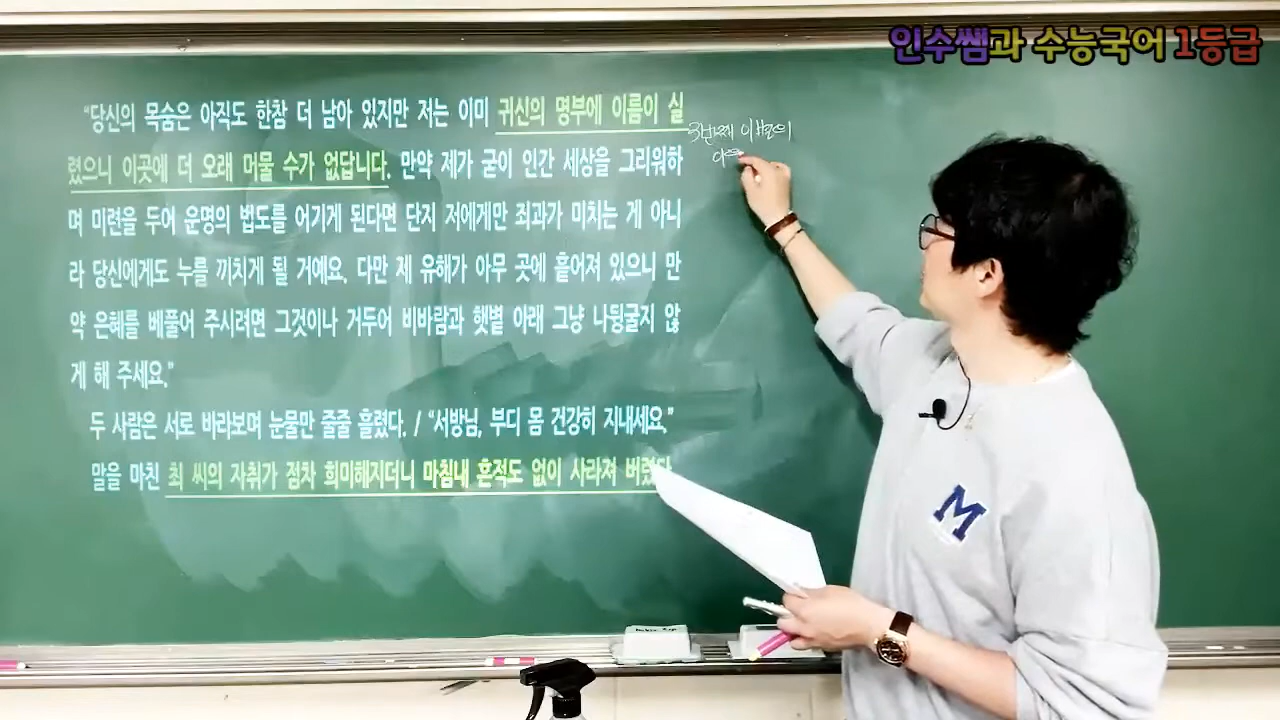 인수쌤과 수능국어 1등급
“당신의 목숨은 아직도 한참 더 남아 있지만 저는 이미 귀신의 명부에 이름이 실
렸으니 이곳에 더 오래 머물 수가 없답니다. 만약 제가 굳이 인간 세상을 그리워하
며 미련을 두어 운명의 법도를 어기게 된다면 단지 저에게만 죄과가 미치는 게 아니
라 당신에게도 누를 끼치게 될 거예요. 다만 제 유해가 아무 곳에 흩어져 있으니 만
약 은혜를 베풀어 주시려면 그것이나 거두어 비바람과 햇볕 아래 그냥 나뒹굴지 않
게 해 주세요.”
두 사람은 서로 바라보며 눈물만 줄줄 흘렸다. / “서방님, 부디 몸 건강히 지내세요.”
말을 마친 최 씨의 자취가 점차 희미해지더니 마침내 흔적도 없이 사라져 버렸다.
이별의
M